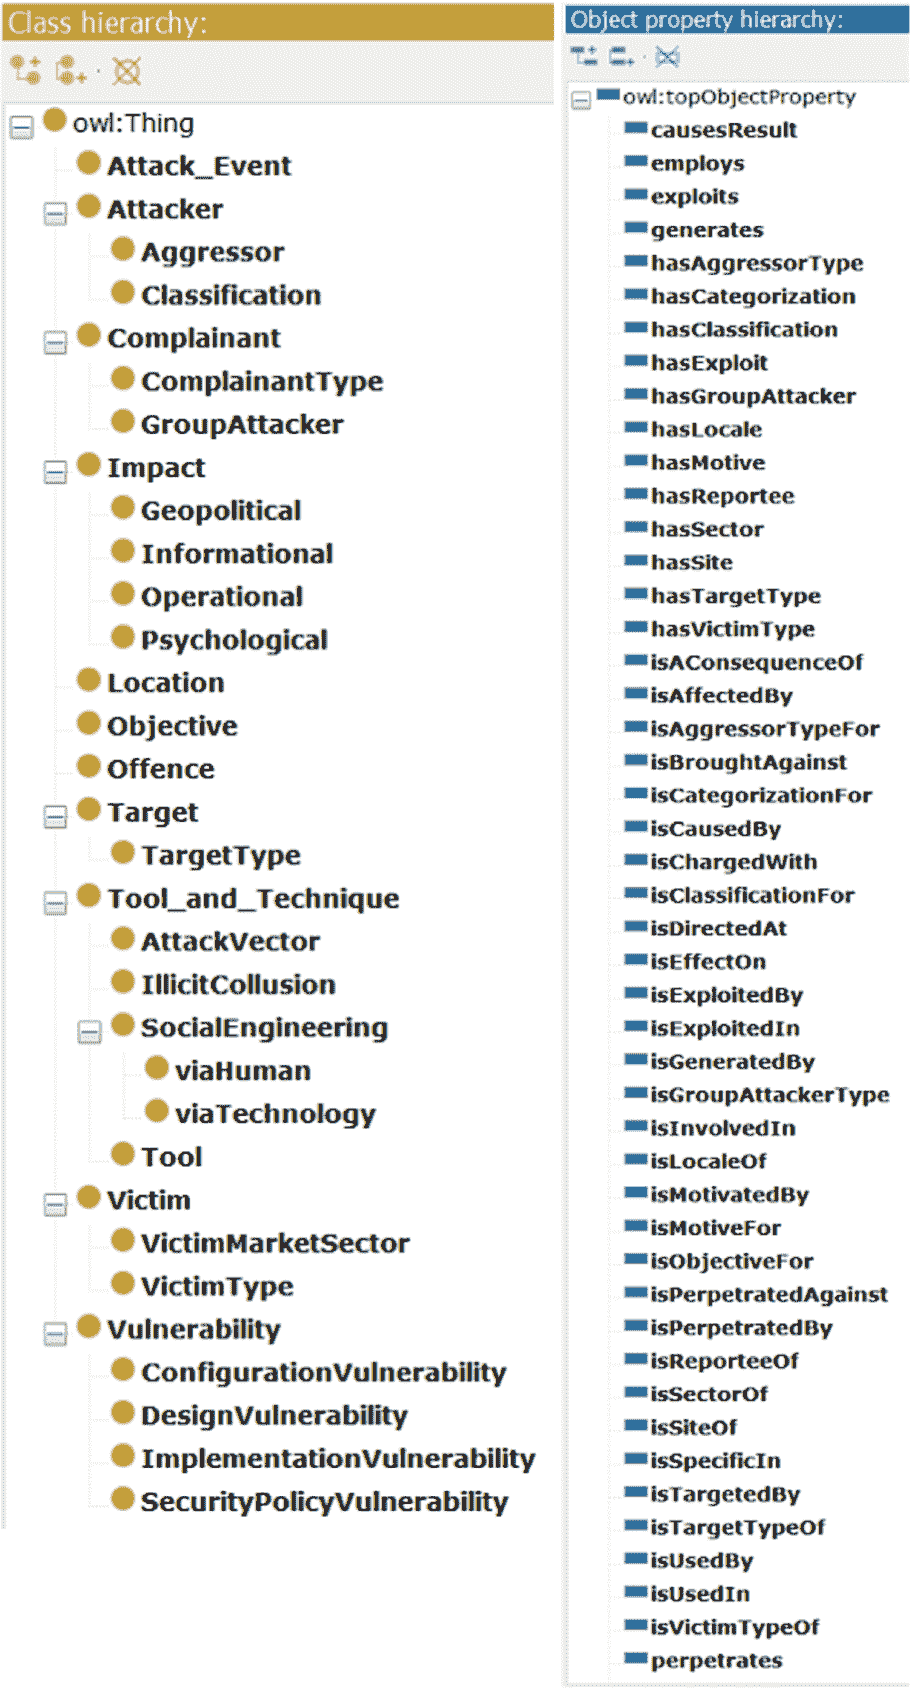 Class hierarchy:
owl:Thing
Attack_Event
Attacker
Aggressor
Classification
Complainant
ComplainantType
GroupAttacker
Impact
Geopolitical
Informational
Operational
Psychological
Location
Objective
Offence
Target
TargetType
Tool_and_Technique
AttackVector
IllicitCollusion
SocialEngineering
viaHuman
viaTechnology
Tool
Victim
VictimMarketSector
VictimType
Vulnerability
ConfigurationVulnerability
DesignVulnerability
ImplementationVulnerability
SecurityPolicyVulnerability
Object property hierarchy:
owl:topObjectProperty
causesResult
employs
exploits
generates
hasAggressorType
hasCategorization
hasClassification
hasExploit
hasGroupAttacker
hasLocale
hasMotive
hasReportee
hasSector
hasSite
hasTargetType
hasVictimType
isAConsequenceOf
isAffectedBy
isAggressorTypeFor
isBroughtAgainst
isCategorizationFor
isCausedBy
isChargedWith
isClassificationFor
isDirectedAt
isEffectOn
isExploitedBy
isExploitedIn
isGeneratedBy
isGroupAttackerType
isInvolvedIn
isLocaleOf
isMotivatedBy
isMotiveFor
isObjectiveFor
isPerpetratedAgainst
isPerpetratedBy
isReporteeOf
isSectorOf
isSiteOf
isSpecificIn
isTargetedBy
isTargetTypeOf
isUsedBy
isUsedIn
isVictimTypeOf
perpetrates